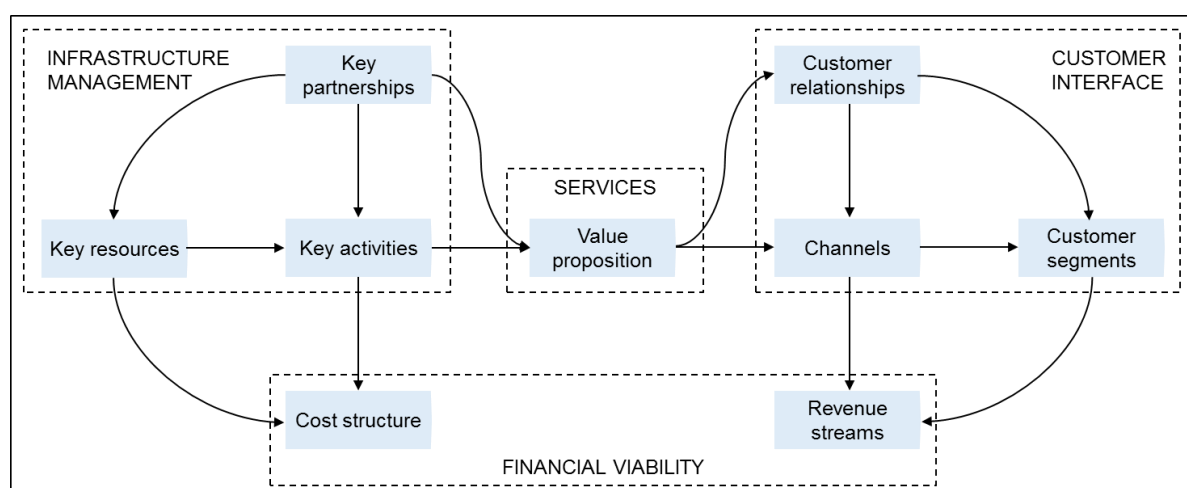 INFRASTRUCTURE
MANAGEMENT
Key
partnerships
Key resources
Key activities
SERVICES
Value
proposition
CUSTOMER
INTERFACE
Customer
relationships
Channels
Customer
segments
Cost structure
Revenue
streams
FINANCIAL VIABILITY